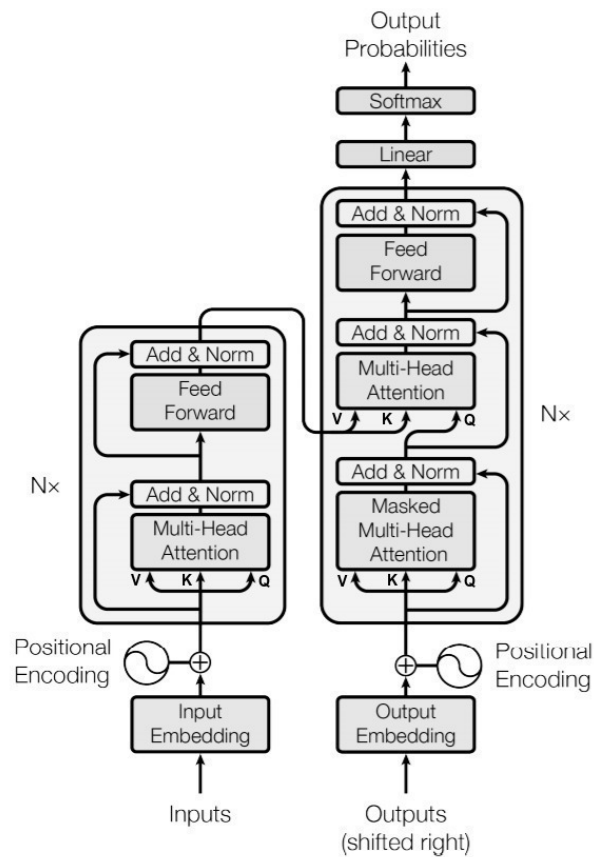 Output
Probabilities
Softmax
Linear
Add & Norm
Feed
Forward
Add & Norm
Multi-Head
Attention
V K Q
Nx
Add & Norm
Masked
Multi-Head
Attention
V K Q
Positional
Encoding
Output
Embedding
Outputs
(shifted right)
Add & Norm
Feed
Forward
Nx
Add & Norm
Multi-Head
Attention
V K Q
Positional
Encoding
Input
Embedding
Inputs